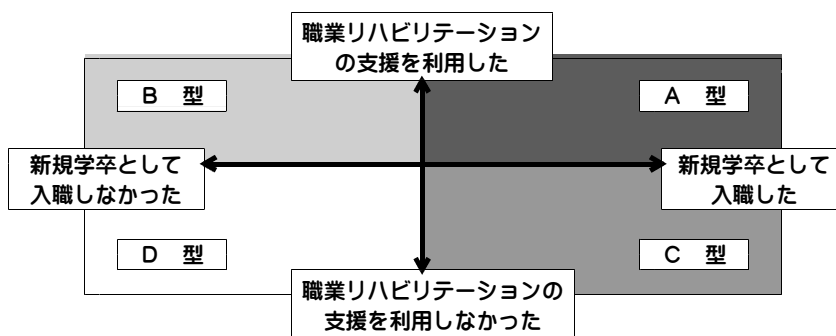 職業リハビリテーション
の支援を利用した
B 型
A 型
新規学卒として
入職しなかった
新規学卒として
入職した
D 型
C 型
職業リハビリテーションの
支援を利用しなかった